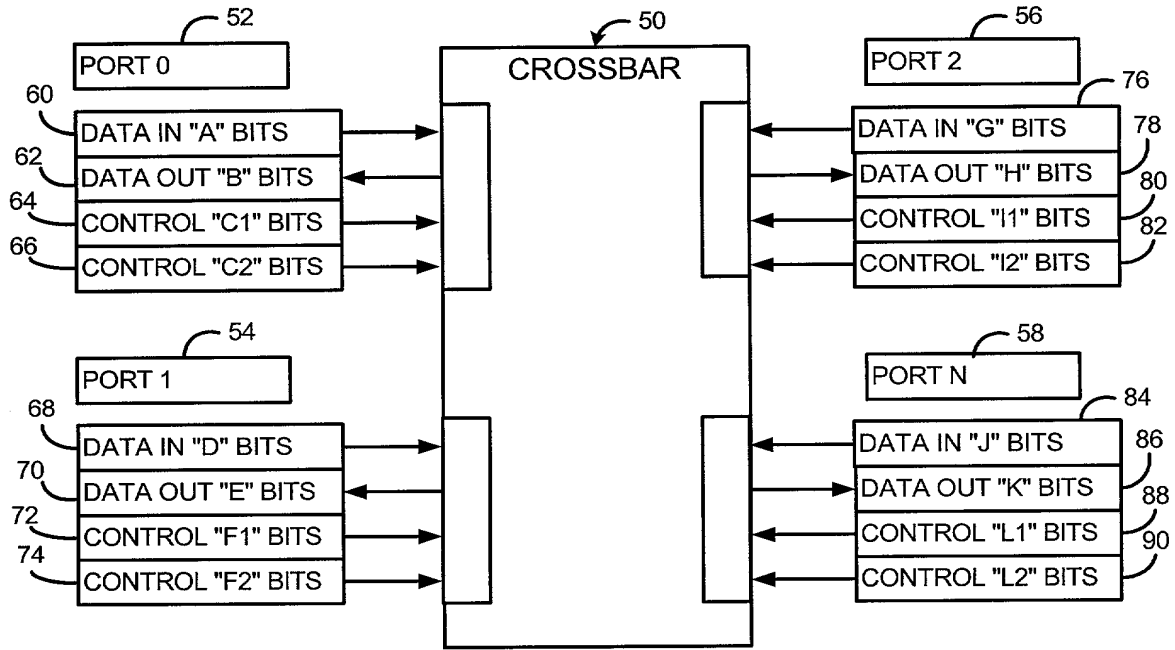 50
CROSSBAR
52
PORT 0
60
DATA IN "A" BITS
62
DATA OUT "B" BITS
64
CONTROL "C1" BITS
66
CONTROL "C2" BITS
54
PORT 1
68
DATA IN "D" BITS
70
DATA OUT "E" BITS
72
CONTROL "F1" BITS
74
CONTROL "F2" BITS
56
PORT 2
76
DATA IN "G" BITS
78
DATA OUT "H" BITS
80
CONTROL "I1" BITS
82
CONTROL "I2" BITS
58
PORT N
84
DATA IN "J" BITS
86
DATA OUT "K" BITS
88
CONTROL "L1" BITS
90
CONTROL "L2" BITS